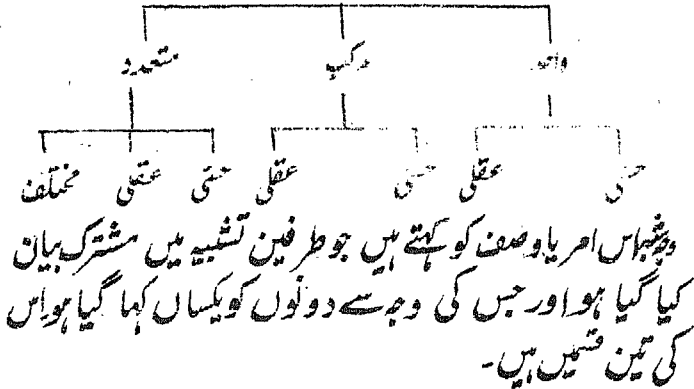 واحد مرکب متعدد
حسی عقلی حسی عقلی حسی عقلی مختلف
وجہ شبہ اس امر یا وصف کو کہتے ہیں جو طرفین تشبیہ میں مشترک بیان
کیا گیا ہو اور جس کی وجہ سے دونوں کو یکساں کہا گیا ہو اس
کی تین قسمیں ہیں۔